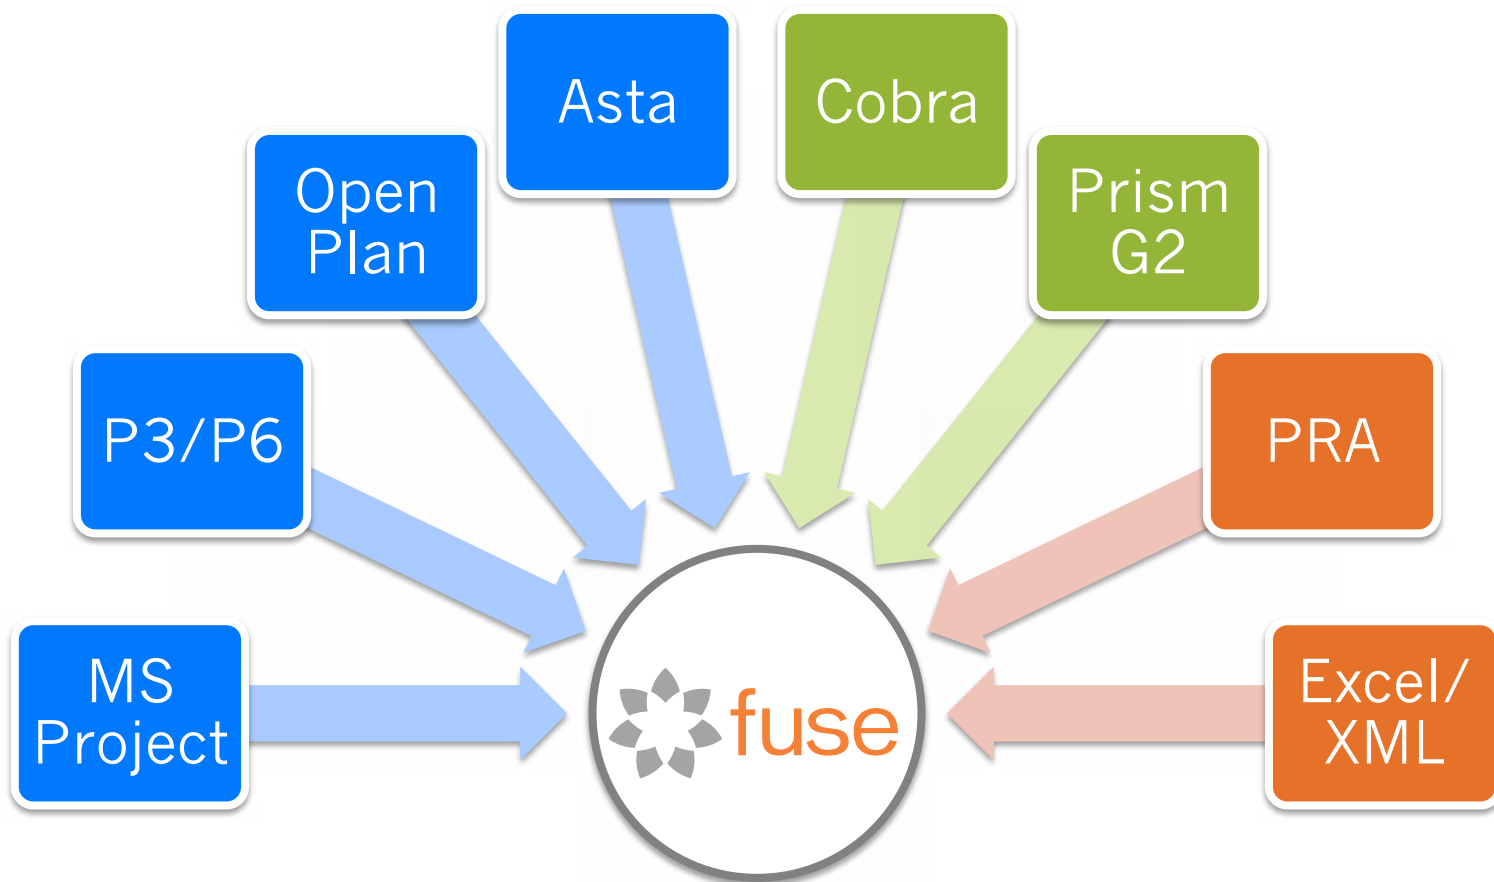 Asta
Cobra
Open
Plan
Prism
G2
P3/P6
PRA
MS
Project
fuse
Excel/
XML